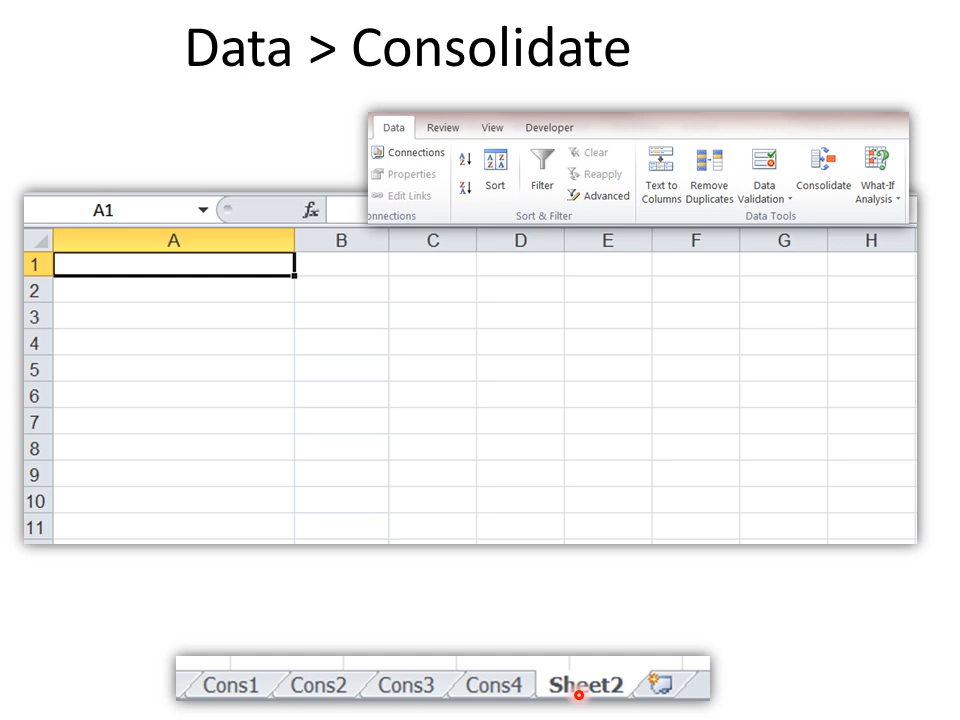 Data > Consolidate
Data Review View Developer
Connections
Properties
Edit Links
onnections
A Z
Z A
A Z
Z A
Sort
Filter
Clear
Reapply
Advanced
Sort & Filter
Text to Columns
Remove Duplicates
Data Validation
Consolidate
What-If Analysis
Data Tools
A1 fx
A B C D E F G H
1
2
3
4
5
6
7
8
9
10
11
Cons1 Cons2 Cons3 Cons4 Sheet2